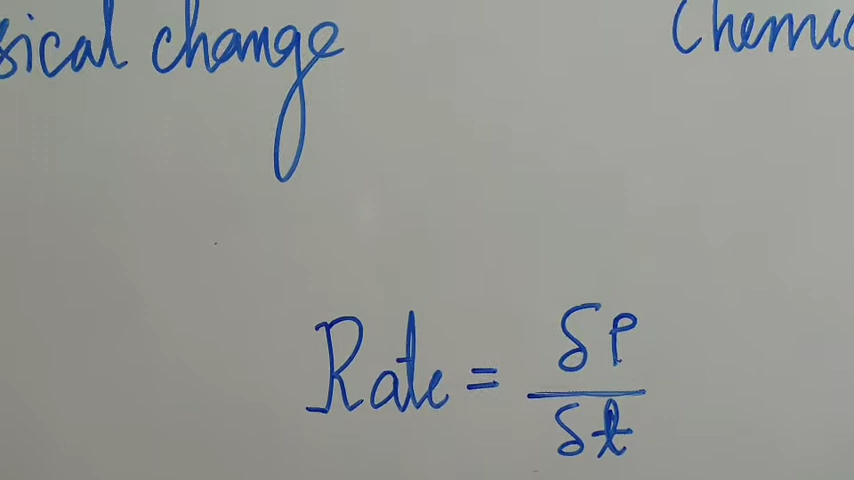 sical change
Chemic
Rate = δP / δt